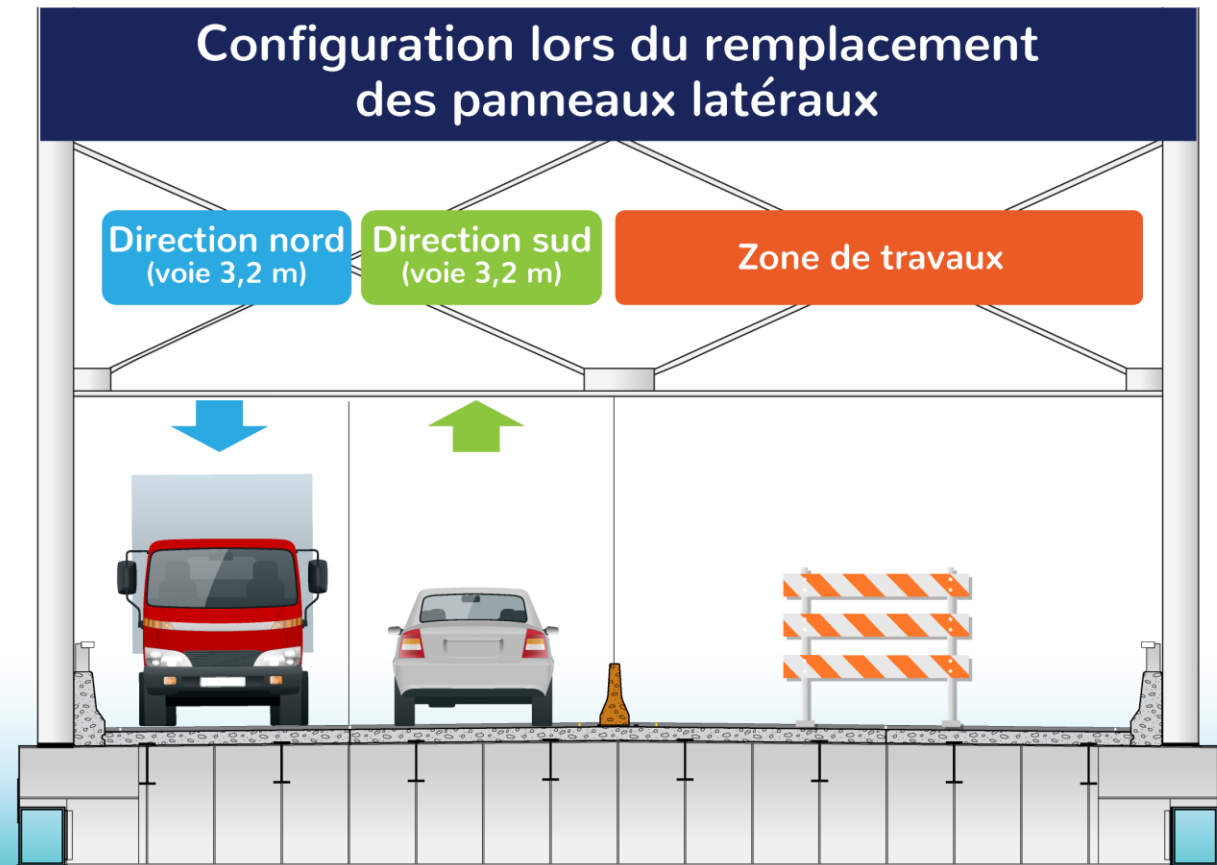 Configuration lors du remplacement
des panneaux latéraux
Direction nord
(voie 3,2 m)
Direction sud
(voie 3,2 m)
Zone de travaux